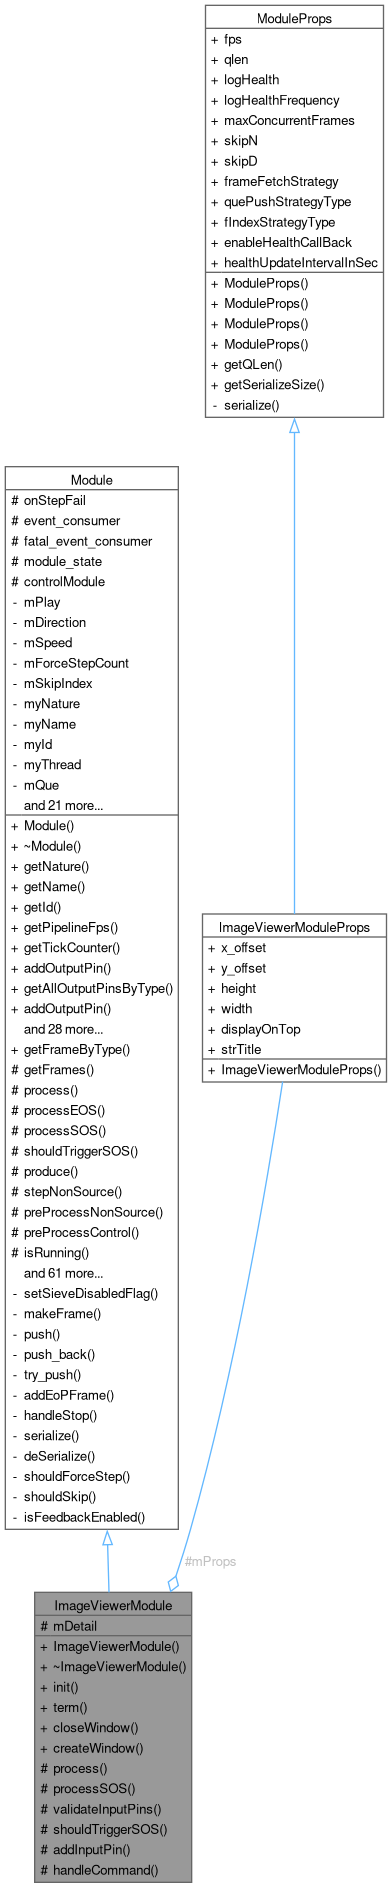 ModuleProps
+ fps
+ qlen
+ logHealth
+ logHealthFrequency
+ maxConcurrentFrames
+ skipN
+ skipD
+ frameFetchStrategy
+ quePushStrategyType
+ fIndexStrategyType
+ enableHealthCallBack
+ healthUpdateIntervalInSec
+ ModuleProps()
+ ModuleProps()
+ ModuleProps()
+ ModuleProps()
+ getQLen()
+ getSerializeSize()
- serialize()
Module
# onStepFail
# event_consumer
# fatal_event_consumer
# module_state
# controlModule
- mPlay
- mDirection
- mSpeed
- mForceStepCount
- mSkipIndex
- myNature
- myName
- myId
- myThread
- mQue
and 21 more...
+ Module()
+ ~Module()
+ getNature()
+ getName()
+ getId()
+ getPipelineFps()
+ getTickCounter()
+ addOutputPin()
+ getAllOutputPinsByType()
+ addOutputPin()
and 28 more...
+ getFrameByType()
# getFrames()
# process()
# processEOS()
# processSOS()
# shouldTriggerSOS()
# produce()
# stepNonSource()
# preProcessNonSource()
# preProcessControl()
# isRunning()
and 61 more...
- setSieveDisabledFlag()
- makeFrame()
- push()
- push_back()
- try_push()
- addEoPFrame()
- handleStop()
- serialize()
- deSerialize()
- shouldForceStep()
- shouldSkip()
- isFeedbackEnabled()
ImageViewerModuleProps
+ x_offset
+ y_offset
+ height
+ width
+ displayOnTop
+ strTitle
+ ImageViewerModuleProps()
#mProps
ImageViewerModule
# mDetail
+ ImageViewerModule()
+ ~ImageViewerModule()
+ init()
+ term()
+ closeWindow()
+ createWindow()
# process()
# processSOS()
# validateInputPins()
# shouldTriggerSOS()
# addInputPin()
# handleCommand()